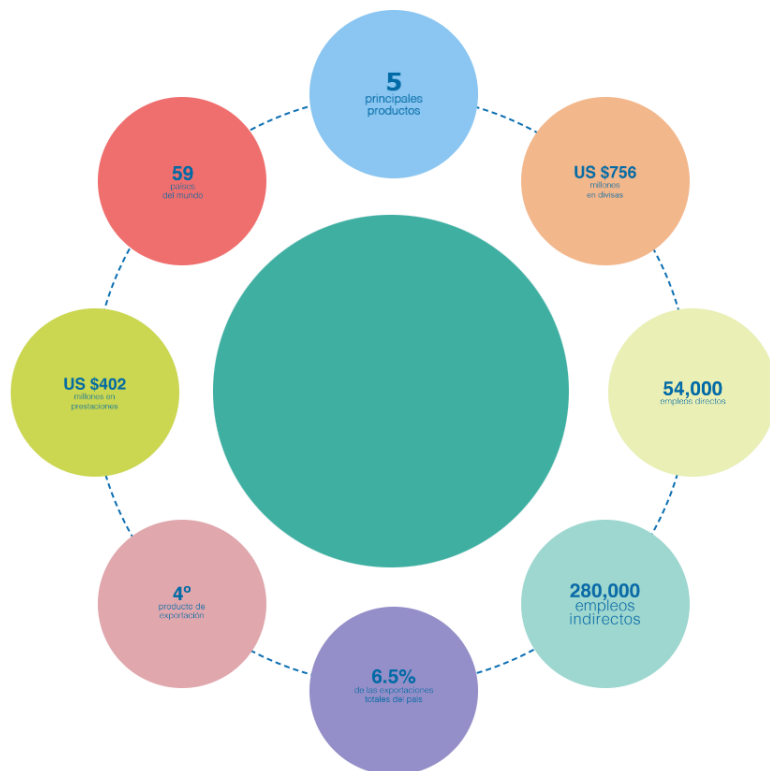 5
principales
productos
US $756
millones
en divisas
54,000
empleos directos
280,000
empleos
indirectos
6.5%
de las exportaciones
totales del país
4º
producto de
exportación
US $402
millones en
prestaciones
59
países
del mundo